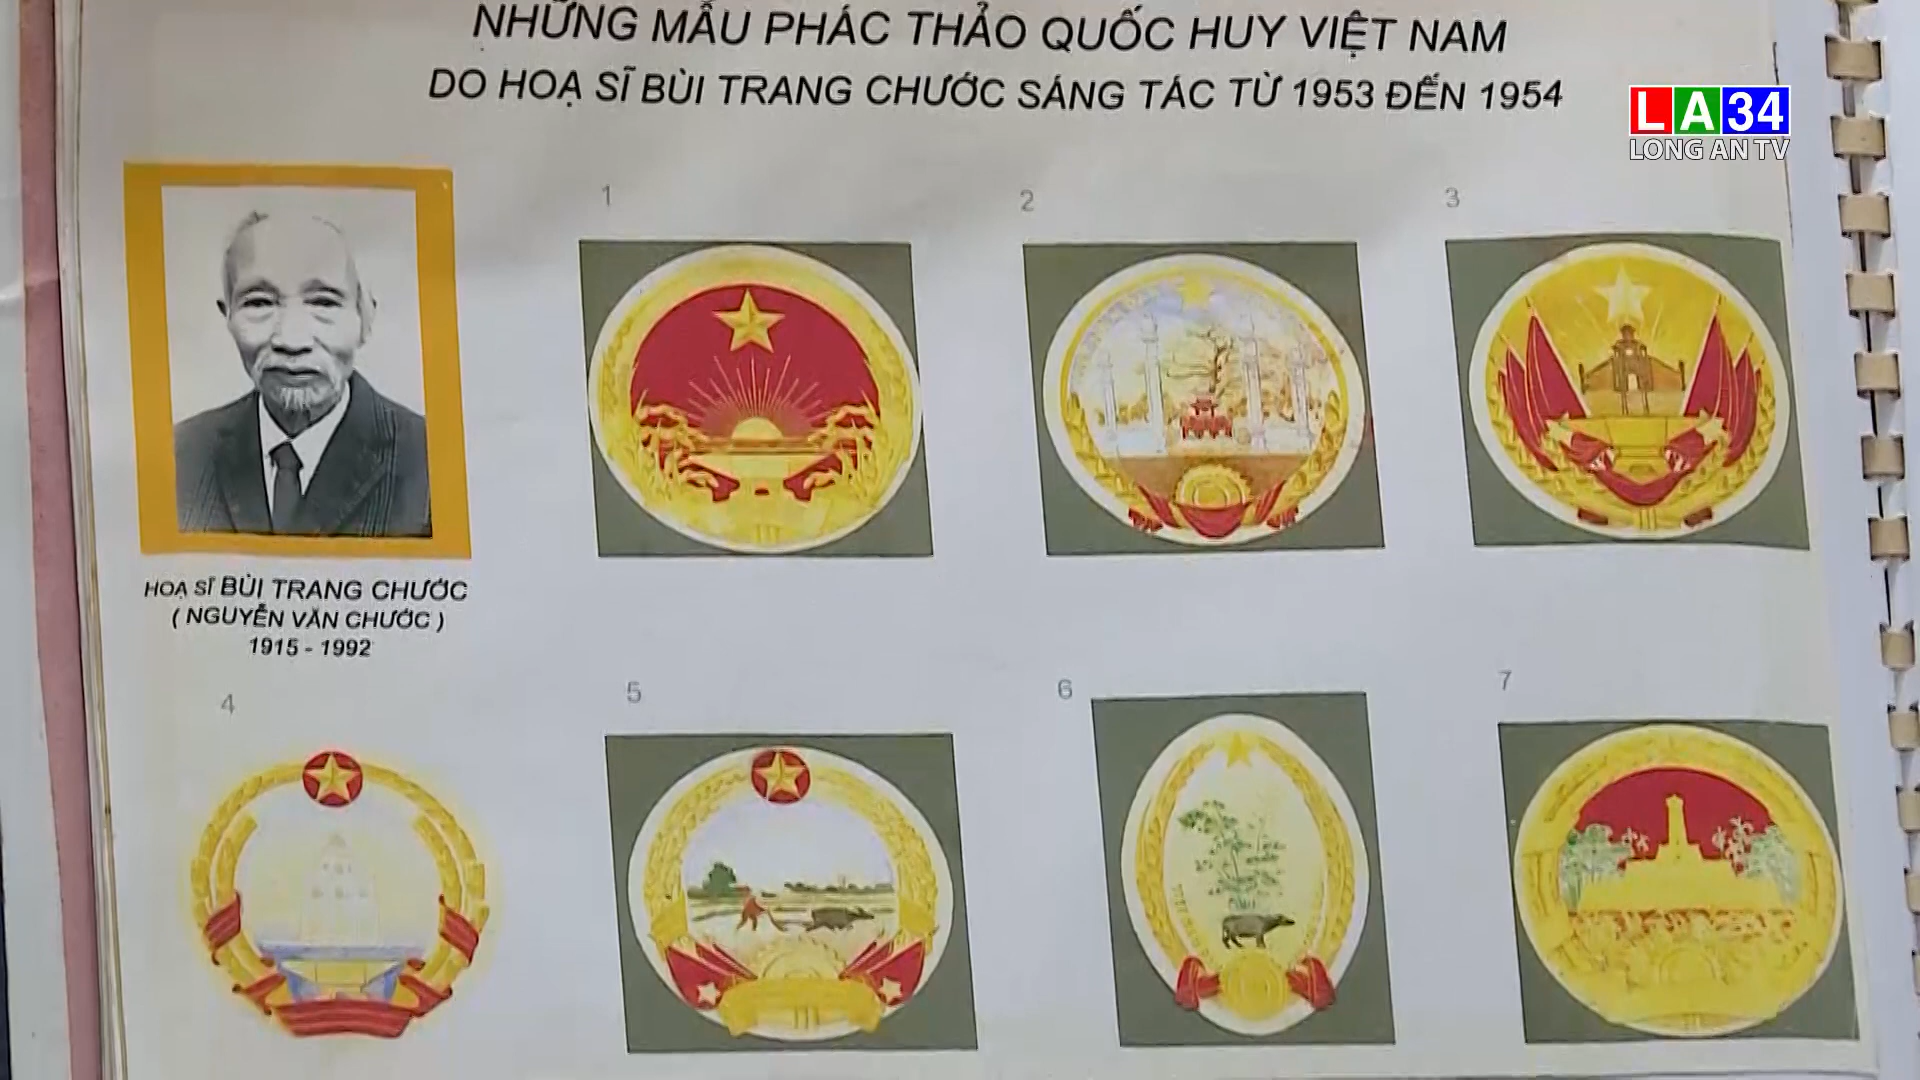 NHỮNG MẪU PHÁC THẢO QUỐC HUY VIỆT NAM
DO HOẠ SĨ BÙI TRANG CHƯỚC SÁNG TÁC TỪ 1953 ĐẾN 1954
LA34
LONG AN TV
1
2
3
HOẠ SĨ BÙI TRANG CHƯỚC
( NGUYỄN VĂN CHƯỚC )
1915 - 1992
4
5
6
7